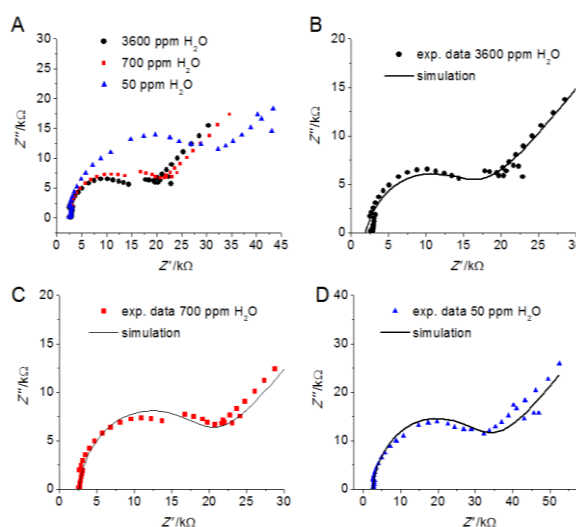 A
3600 ppm H₂O
700 ppm H₂O
50 ppm H₂O
Z''/kΩ
30
25
20
15
10
5
0
0 5 10 15 20 25 30 35 40 45
Z'/kΩ
B
exp. data 3600 ppm H₂O
simulation
Z''/kΩ
20
15
10
5
0
0 5 10 15 20 25 30
Z'/kΩ
C
exp. data 700 ppm H₂O
simulation
Z''/kΩ
20
15
10
5
0
0 5 10 15 20 25 30
Z'/kΩ
D
exp. data 50 ppm H₂O
simulation
Z''/kΩ
40
30
20
10
0
0 10 20 30 40 50
Z'/kΩ